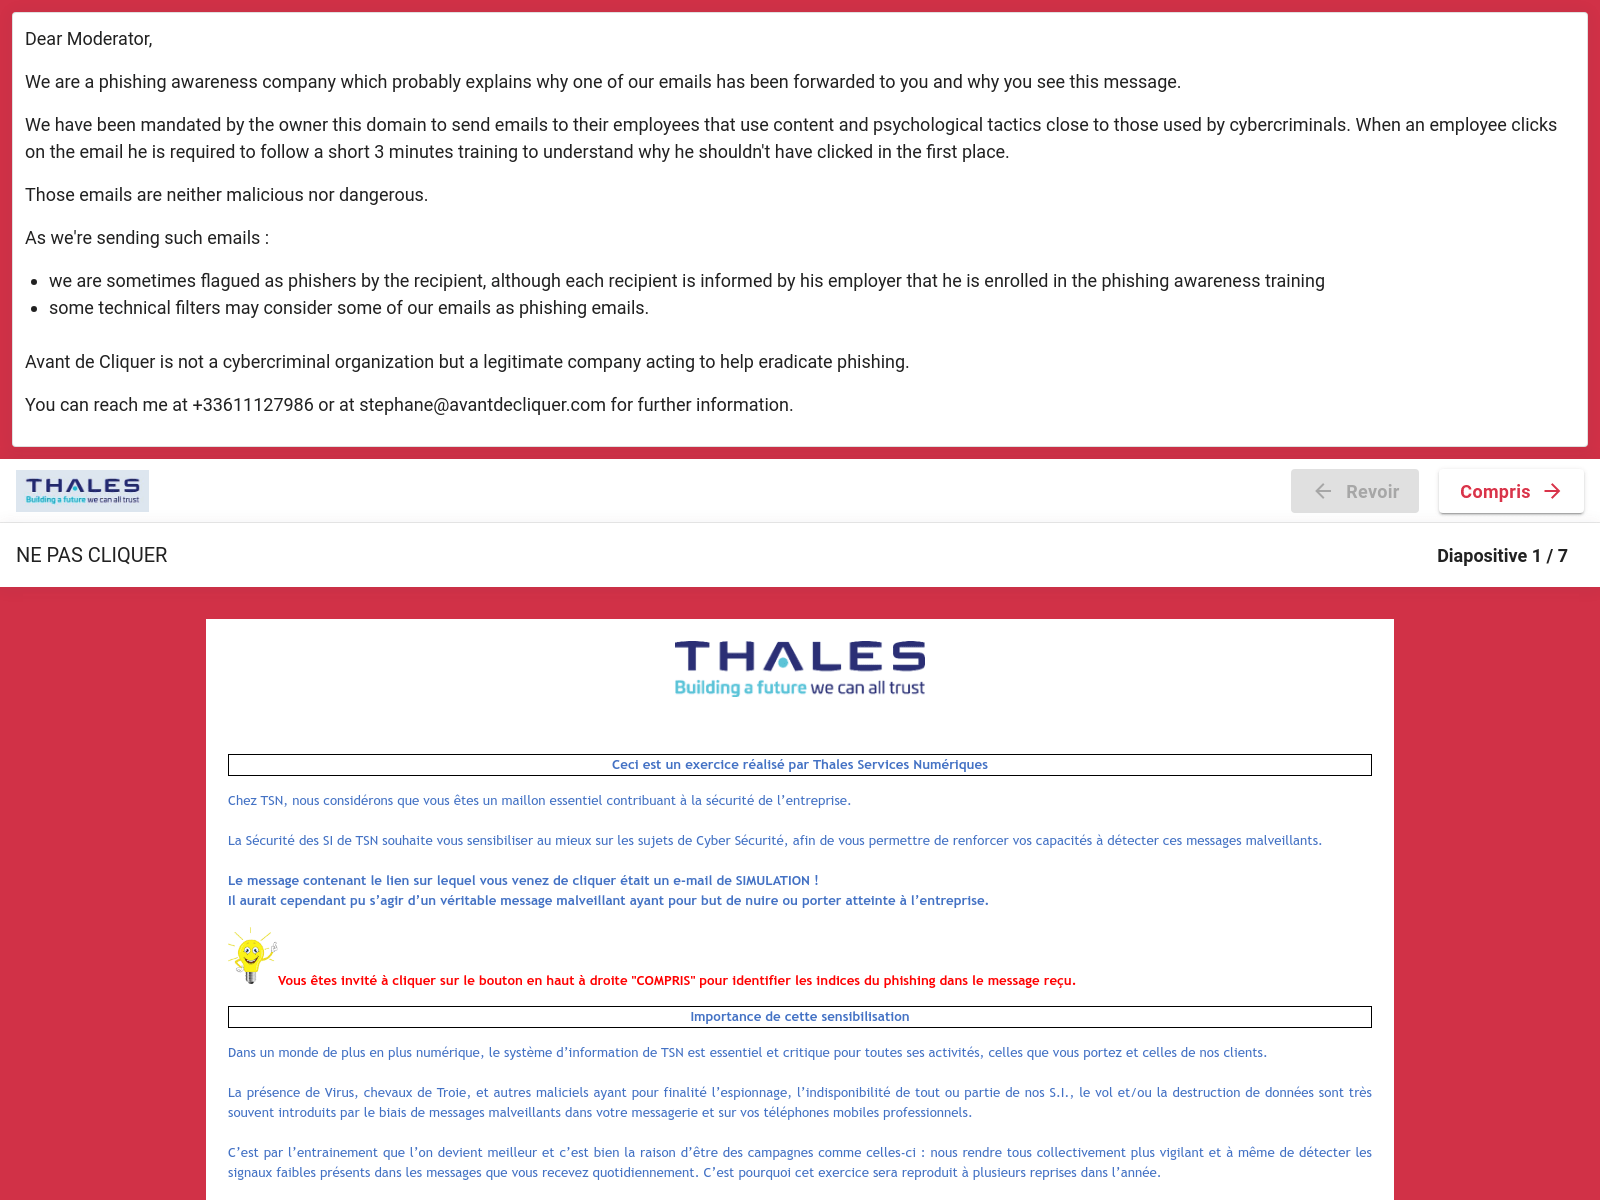 Dear Moderator,
We are a phishing awareness company which probably explains why one of our emails has been forwarded to you and why you see this message.
We have been mandated by the owner this domain to send emails to their employees that use content and psychological tactics close to those used by cybercriminals. When an employee clicks
on the email he is required to follow a short 3 minutes training to understand why he shouldn't have clicked in the first place.
Those emails are neither malicious nor dangerous.
As we're sending such emails :
we are sometimes flagued as phishers by the recipient, although each recipient is informed by his employer that he is enrolled in the phishing awareness training
some technical filters may consider some of our emails as phishing emails.
Avant de Cliquer is not a cybercriminal organization but a legitimate company acting to help eradicate phishing.
You can reach me at +33611127986 or at stephane@avantdecliquer.com for further information.
THALES
Building a future we can all trust
Revoir
Compris
NE PAS CLIQUER
Diapositive 1 / 7
THALES
Building a future we can all trust
Ceci est un exercice réalisé par Thales Services Numériques
Chez TSN, nous considérons que vous êtes un maillon essentiel contribuant à la sécurité de l’entreprise.
La Sécurité des SI de TSN souhaite vous sensibiliser au mieux sur les sujets de Cyber Sécurité, afin de vous permettre de renforcer vos capacités à détecter ces messages malveillants.
Le message contenant le lien sur lequel vous venez de cliquer était un e-mail de SIMULATION !
Il aurait cependant pu s’agir d’un véritable message malveillant ayant pour but de nuire ou porter atteinte à l’entreprise.
Vous êtes invité à cliquer sur le bouton en haut à droite "COMPRIS" pour identifier les indices du phishing dans le message reçu.
Importance de cette sensibilisation
Dans un monde de plus en plus numérique, le système d’information de TSN est essentiel et critique pour toutes ses activités, celles que vous portez et celles de nos clients.
La présence de Virus, chevaux de Troie, et autres maliciels ayant pour finalité l’espionnage, l’indisponibilité de tout ou partie de nos S.I., le vol et/ou la destruction de données sont très
souvent introduits par le biais de messages malveillants dans votre messagerie et sur vos téléphones mobiles professionnels.
C’est par l’entrainement que l’on devient meilleur et c’est bien la raison d’être des campagnes comme celles-ci : nous rendre tous collectivement plus vigilant et à même de détecter les
signaux faibles présents dans les messages que vous recevez quotidiennement. C’est pourquoi cet exercice sera reproduit à plusieurs reprises dans l’année.